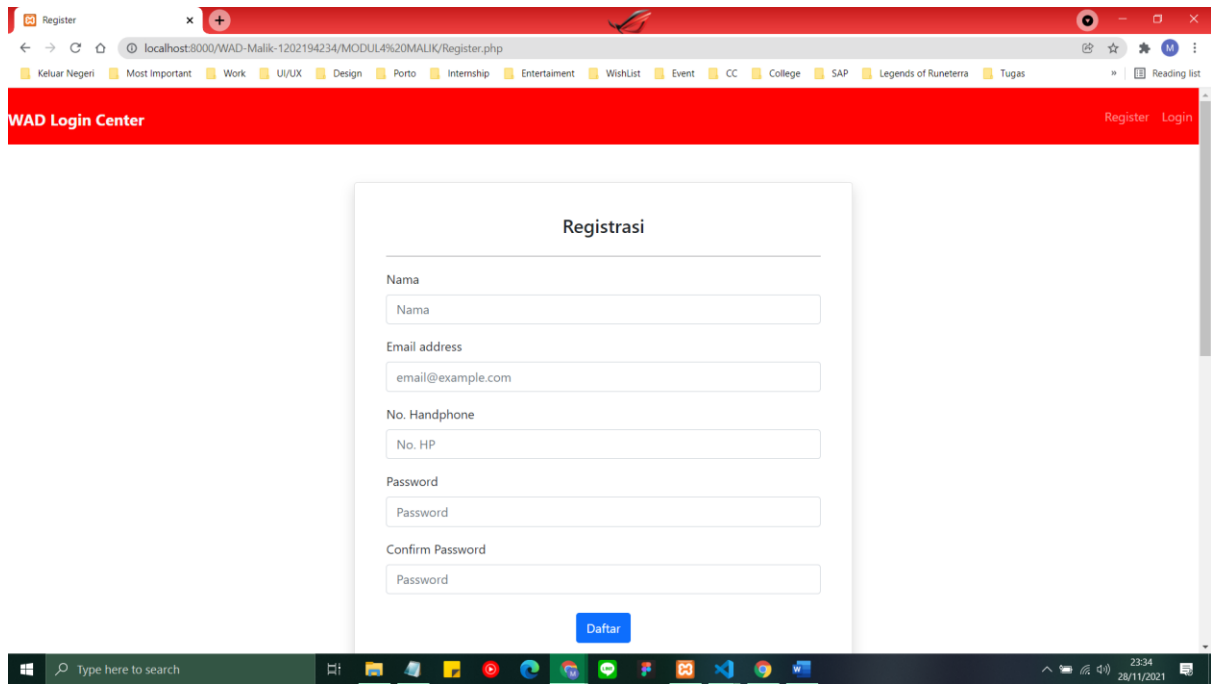 Register
localhost:8000/WAD-Malik-1202194234/MODUL4%20MALIK/Register.php
M
Keluar Negeri Most Important Work UI/UX Design Porto Internship Entertaiment WishList Event CC College SAP Legends of Runeterra Tugas » Reading list
WAD Login Center Register Login
Registrasi
Nama
Nama
Email address
email@example.com
No. Handphone
No. HP
Password
Password
Confirm Password
Password
Daftar
Type here to search
23:34
28/11/2021